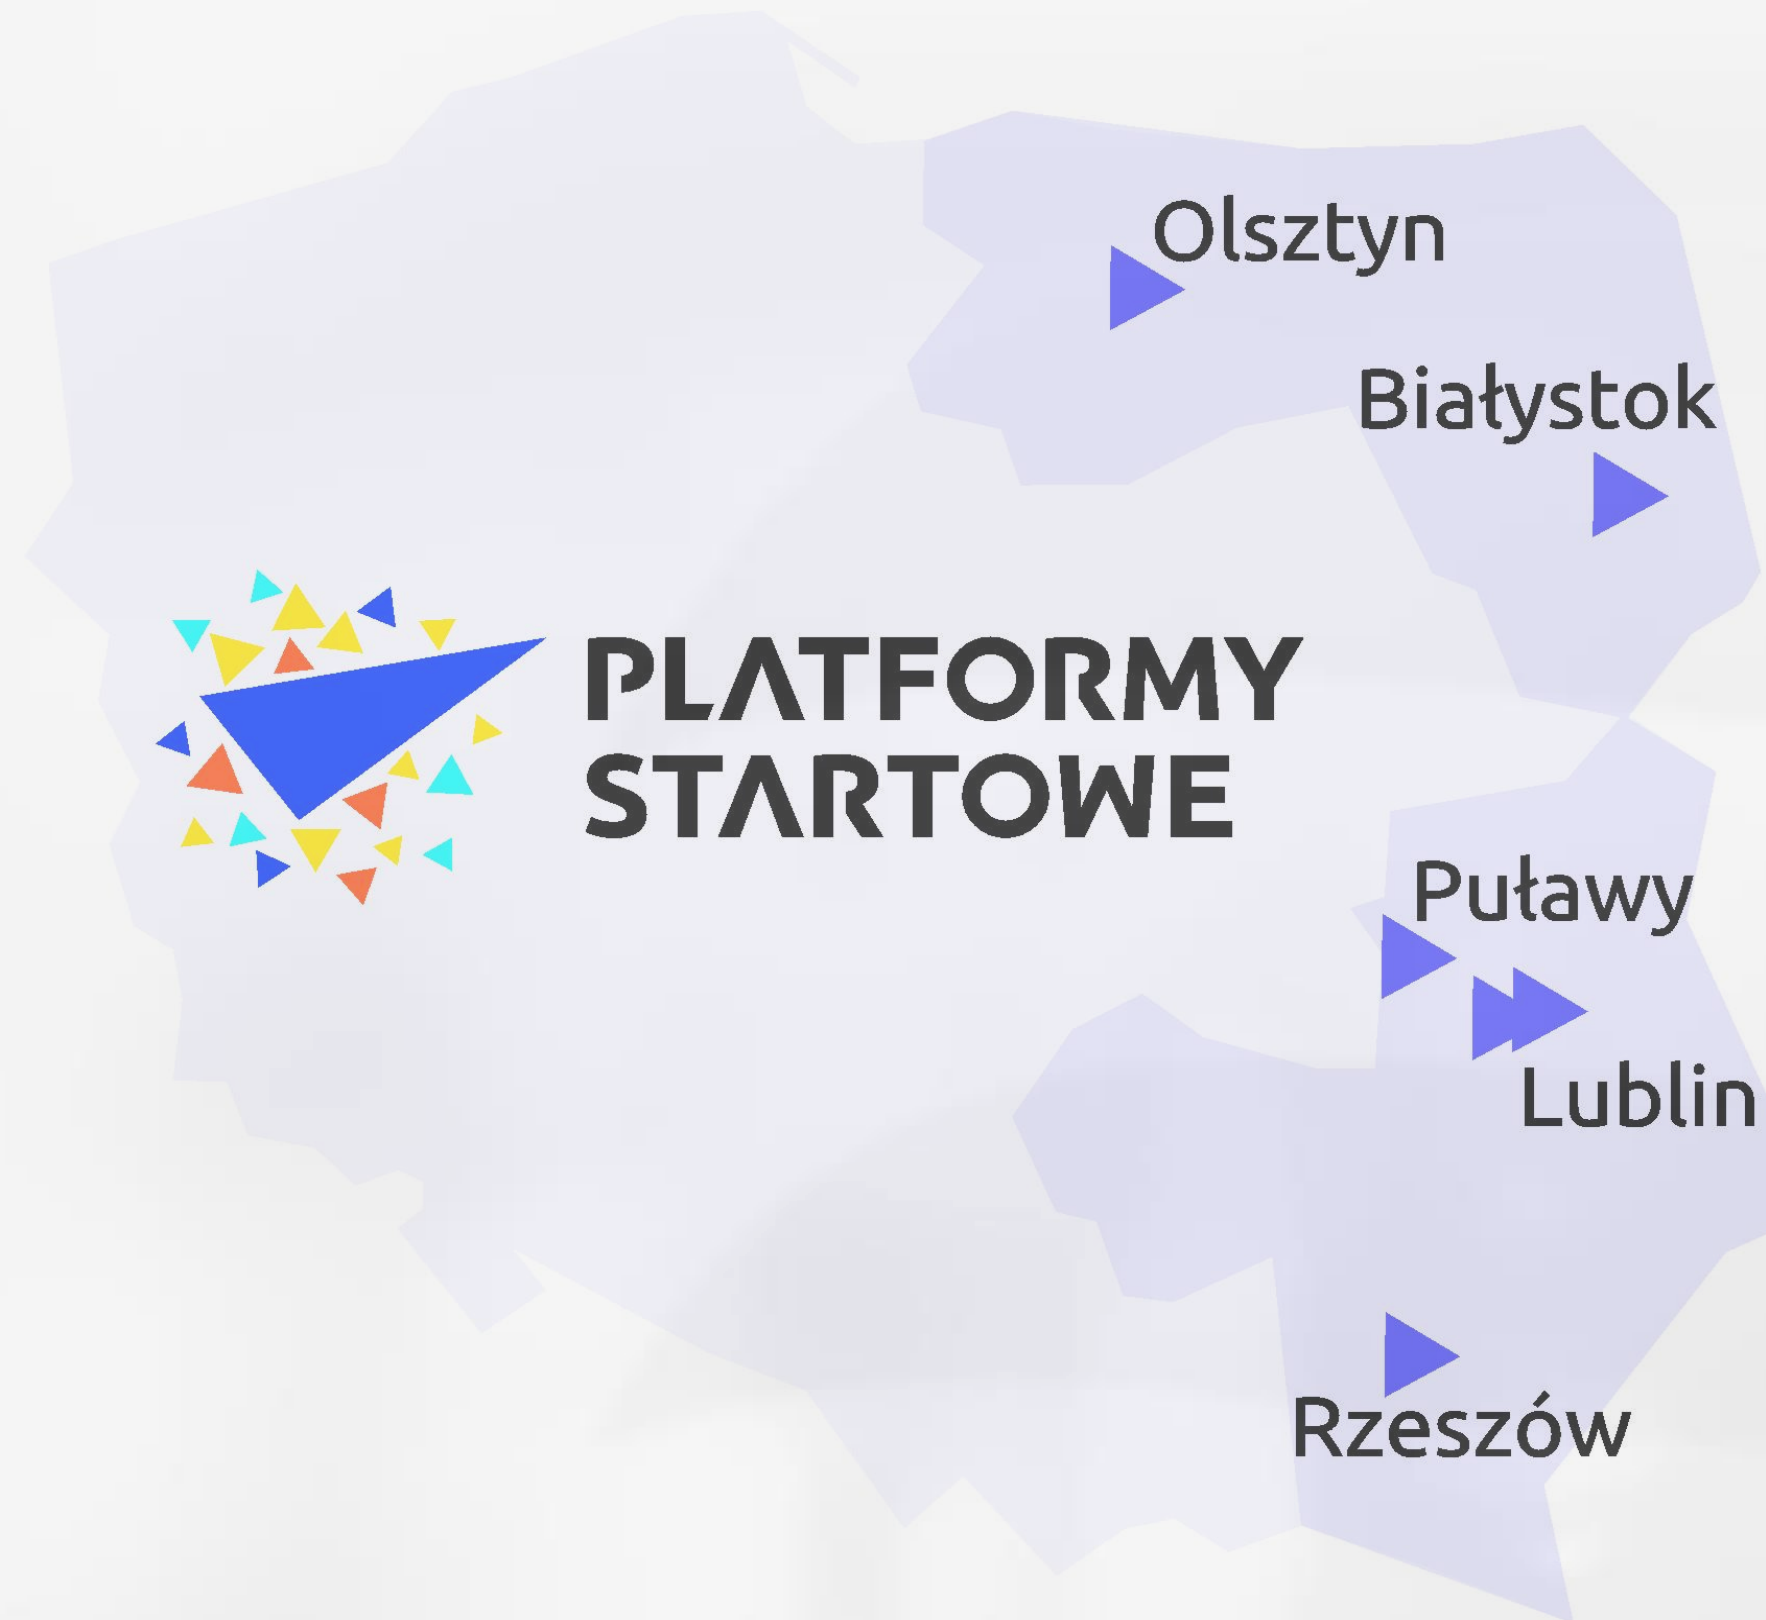 Olsztyn
Białystok
PLATFORMY
STARTOWE
Puławy
Lublin
Rzeszów